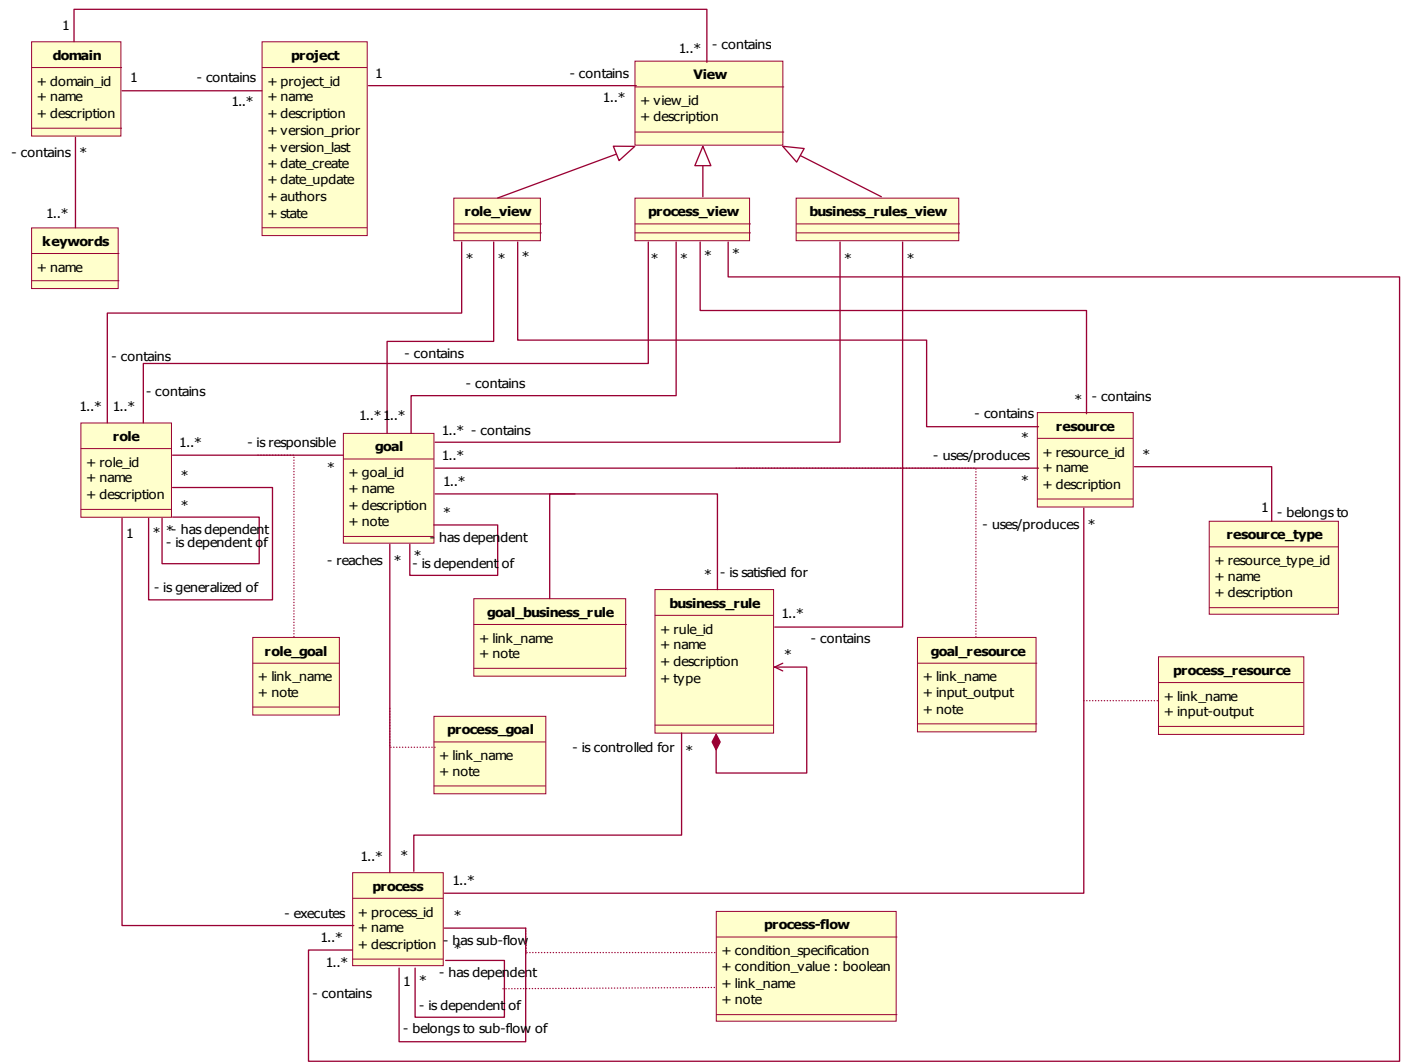 1
1..*
- contains
domain
+ domain_id
+ name
+ description
1
- contains
1..*
project
+ project_id
+ name
+ description
+ version_prior
+ version_last
+ date_create
+ date_update
+ authors
+ state
1
- contains
1..*
View
+ view_id
+ description
- contains
*
1..*
keywords
+ name
role_view
process_view
business_rules_view
*
*
*
*
*
*
*
*
*
- contains
- contains
- contains
- contains
1..*
1..*
1..*
1..*
1..*
- contains
- contains
*
*
- contains
role
+ role_id
+ name
+ description
1..*
- is responsible
*
*
*
*
*
- has dependent
- is dependent of
- is generalized of
1
goal
+ goal_id
+ name
+ description
+ note
1..*
- uses/produces
*
1..*
*
*
- has dependent
- is dependent of
- reaches
*
resource
+ resource_id
+ name
+ description
*
1
- belongs to
- uses/produces
*
resource_type
+ resource_type_id
+ name
+ description
*
- is satisfied for
goal_business_rule
+ link_name
+ note
business_rule
+ rule_id
+ name
+ description
+ type
1..*
- contains
*
role_goal
+ link_name
+ note
goal_resource
+ link_name
+ input_output
+ note
process_resource
+ link_name
+ input-output
process_goal
+ link_name
+ note
- is controlled for
*
1..*
*
process
+ process_id
+ name
+ description
1..*
- executes
1..*
1..*
- contains
*
- has sub-flow
*
- has dependent
1
*
- is dependent of
- belongs to sub-flow of
process-flow
+ condition_specification
+ condition_value : boolean
+ link_name
+ note